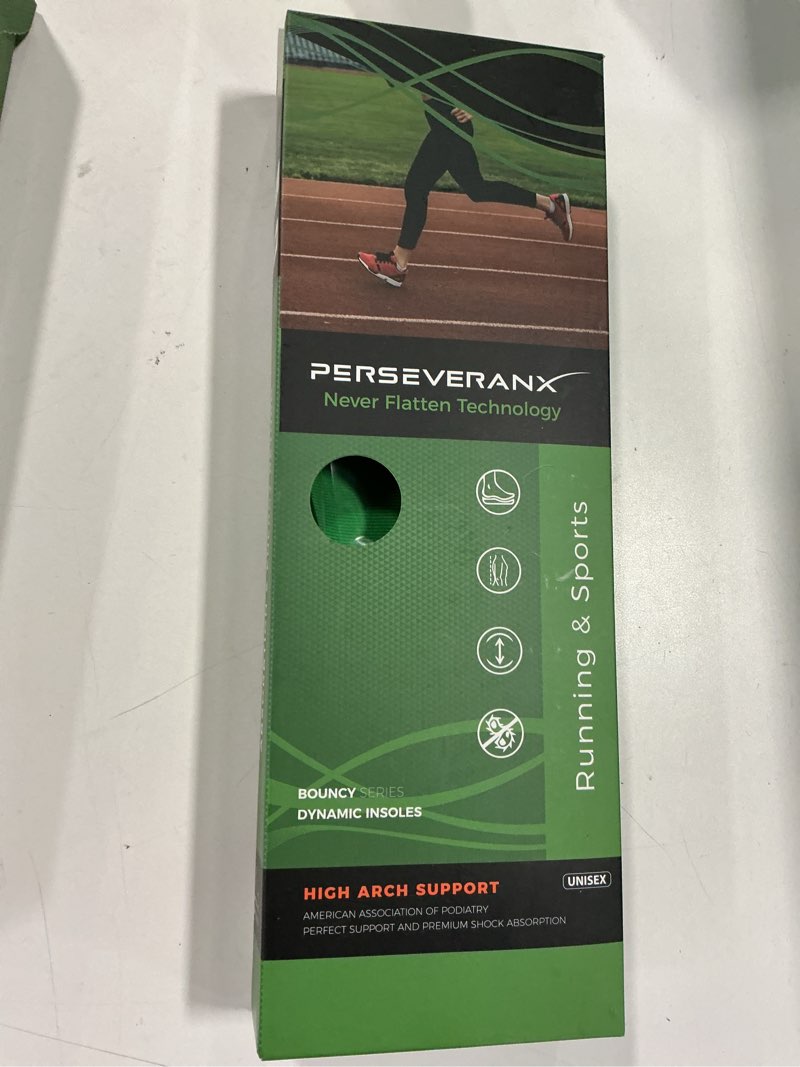 PERSEVERANX
Never Flatten Technology
Running & Sports
BOUNCY SERIES
DYNAMIC INSOLES
HIGH ARCH SUPPORT
UNISEX
AMERICAN ASSOCIATION OF PODIATRY
PERFECT SUPPORT AND PREMIUM SHOCK ABSORPTION